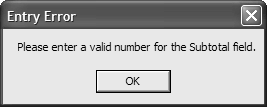 Entry Error
Please enter a valid number for the Subtotal field.
OK